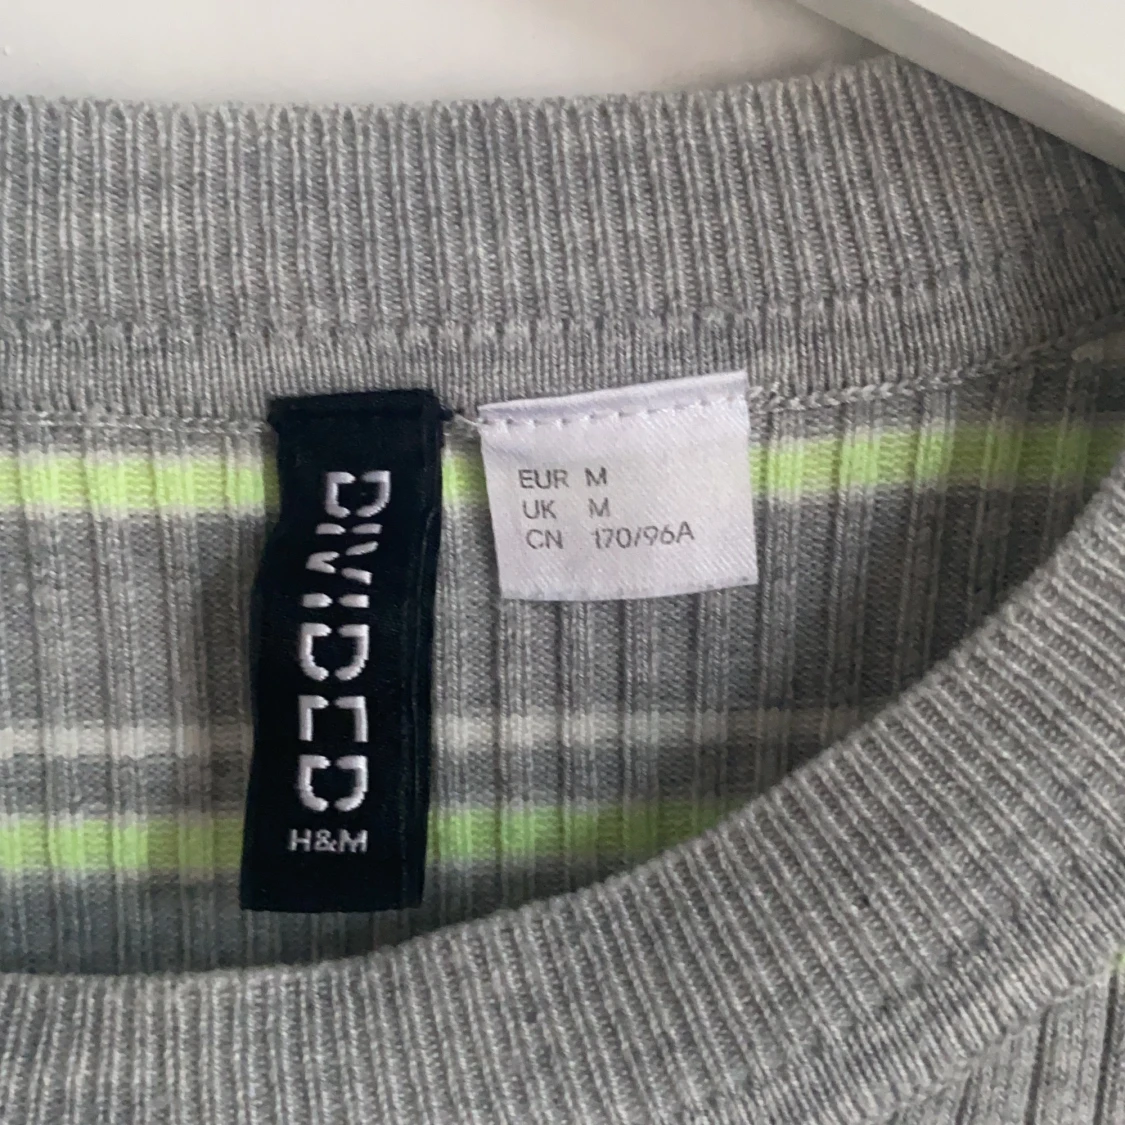 DIVIDED
H&M
EUR M
UK M
CN 170/96A